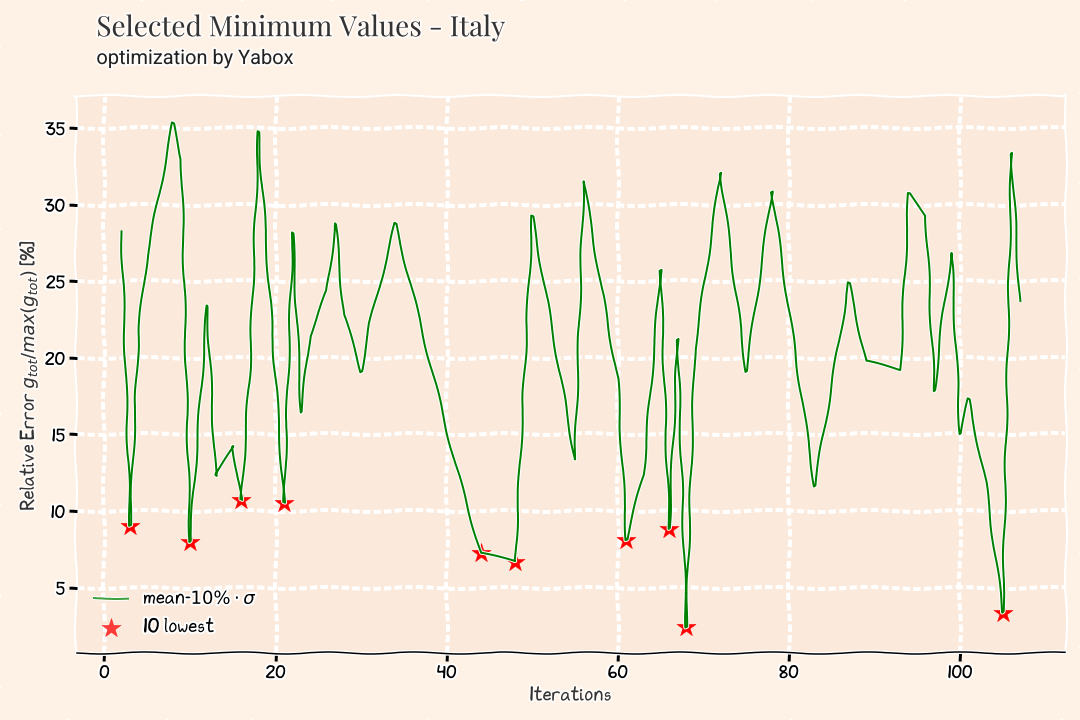 Selected Minimum Values - Italy
optimization by Yabox
35
30
25
20
15
10
5
Relative Error g_tot/max(g_tot) [%]
mean-10% · σ
10 lowest
0 20 40 60 80 100
Iterations